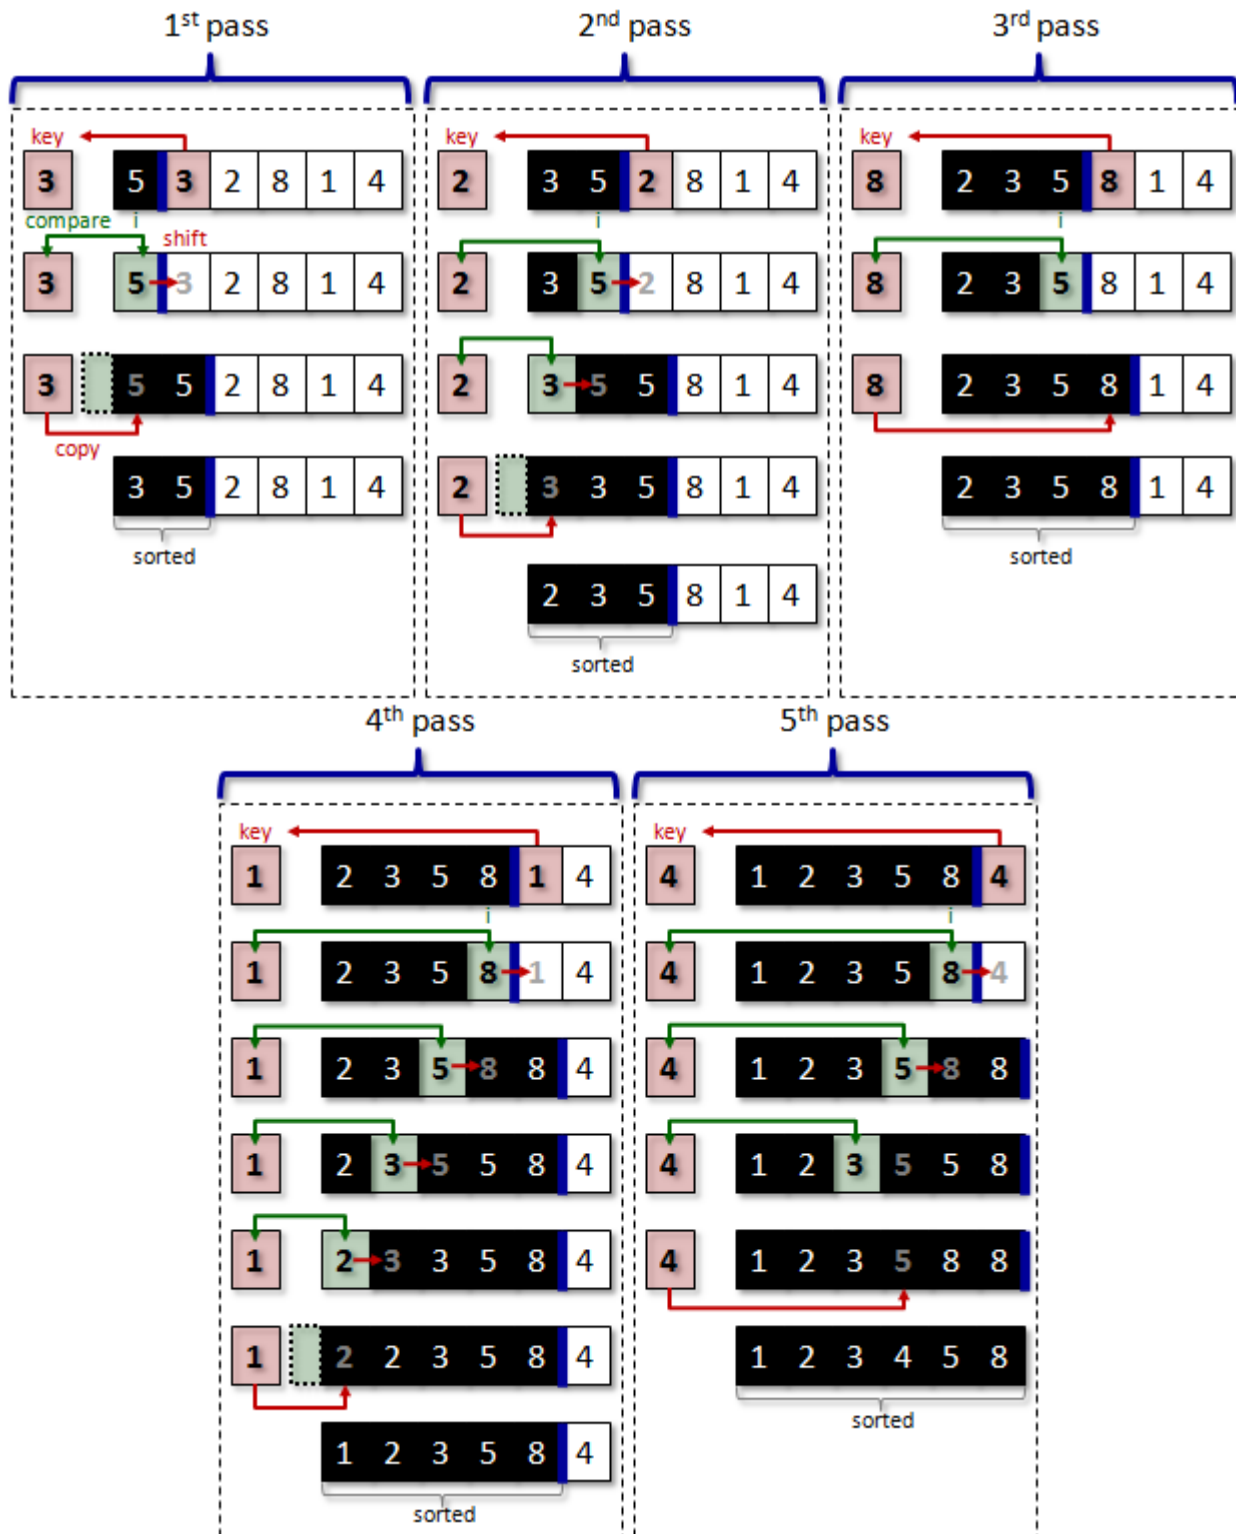 1st pass 2nd pass 3rd pass
key key key
3 5 3 2 8 1 4 2 3 5 2 8 1 4 8 2 3 5 8 1 4
compare i i i
shift
3 5 3 2 8 1 4 2 3 5 2 8 1 4 8 2 3 5 8 1 4
3 5 5 2 8 1 4 2 3 5 5 8 1 4 8 2 3 5 8 1 4
copy
3 5 2 8 1 4 2 3 3 5 8 1 4 2 3 5 8 1 4
sorted sorted
2 3 5 8 1 4
sorted
4th pass 5th pass
key key
1 2 3 5 8 1 4 4 1 2 3 5 8 4
i i
1 2 3 5 8 1 4 4 1 2 3 5 8 4
1 2 3 5 8 8 4 4 1 2 3 5 8 8
1 2 3 5 5 8 4 4 1 2 3 5 5 8
1 2 3 3 5 8 4 4 1 2 3 5 8 8
1 2 2 3 5 8 4 1 2 3 4 5 8
sorted
1 2 3 5 8 4
sorted